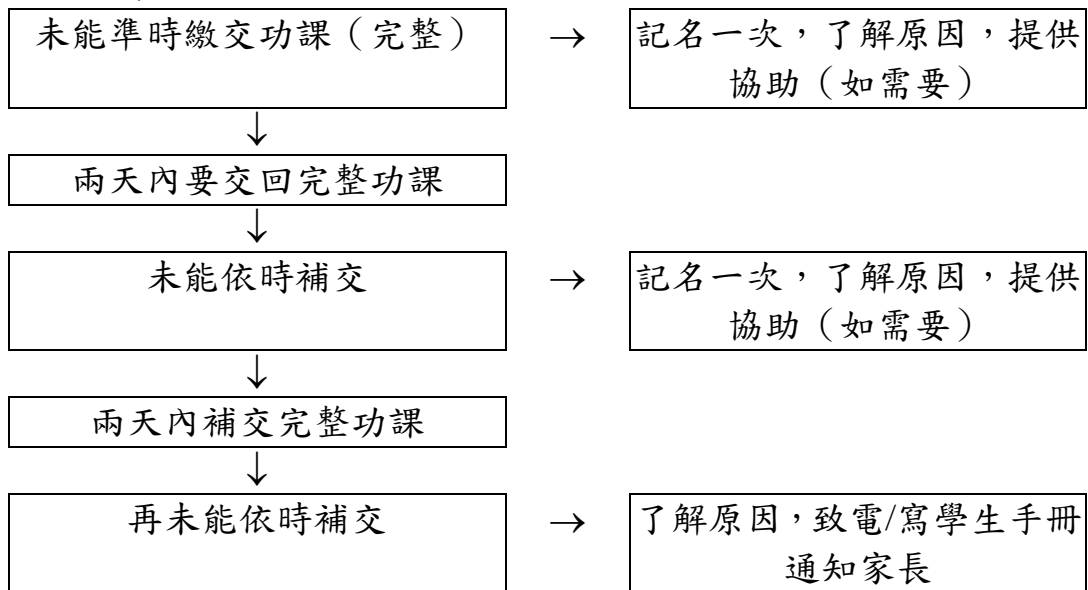 未能準時繳交功課（完整） → 記名一次，了解原因，提供
協助（如需要）
↓
兩天內要交回完整功課
↓
未能依時補交 → 記名一次，了解原因，提供
協助（如需要）
↓
兩天內補交完整功課
↓
再未能依時補交 → 了解原因，致電/寫學生手冊
通知家長